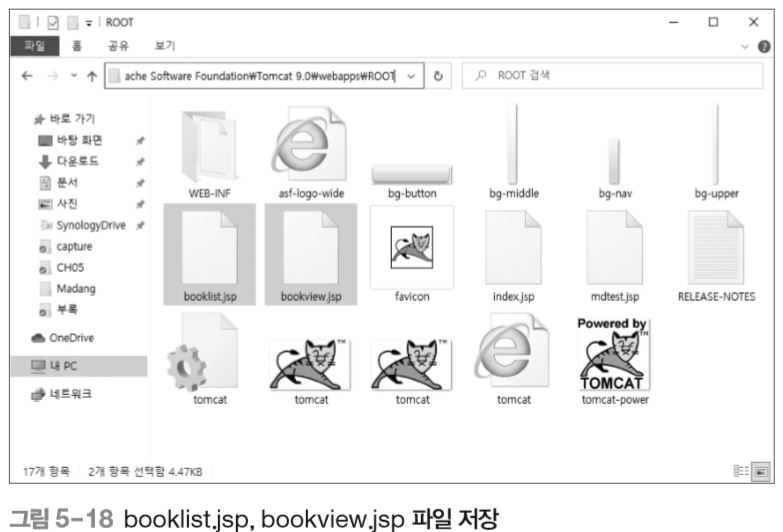 ROOT
파일 홈 공유 보기
ache Software Foundation₩Tomcat 9.0₩webapps₩ROOT
ROOT 검색
바로 가기
바탕 화면
다운로드
문서
사진
SynologyDrive
capture
CH05
Madang
부록
OneDrive
내 PC
네트워크
WEB-INF asf-logo-wide bg-button bg-middle bg-nav bg-upper
booklist.jsp bookview.jsp favicon index.jsp mdtest.jsp RELEASE-NOTES
TM TM Powered by
TOMCAT
tomcat tomcat tomcat tomcat tomcat-power
17개 항목 2개 항목 선택함 4.47KB
그림 5-18 booklist.jsp, bookview.jsp 파일 저장